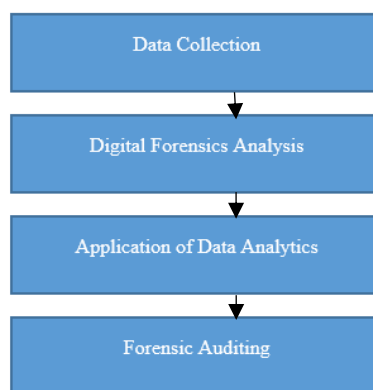 Data Collection
Digital Forensics Analysis
Application of Data Analytics
Forensic Auditing